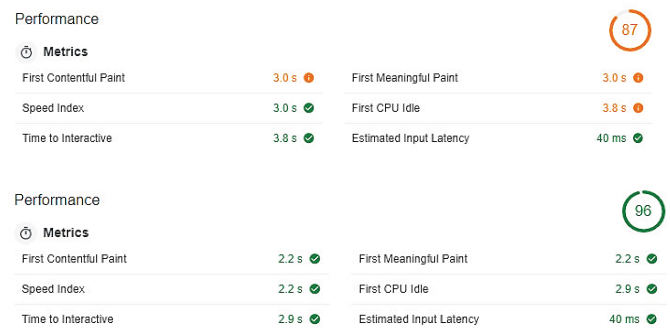 Performance 87
Metrics
First Contentful Paint 3.0 s First Meaningful Paint 3.0 s
Speed Index 3.0 s First CPU Idle 3.8 s
Time to Interactive 3.8 s Estimated Input Latency 40 ms
Performance 96
Metrics
First Contentful Paint 2.2 s First Meaningful Paint 2.2 s
Speed Index 2.2 s First CPU Idle 2.9 s
Time to Interactive 2.9 s Estimated Input Latency 40 ms